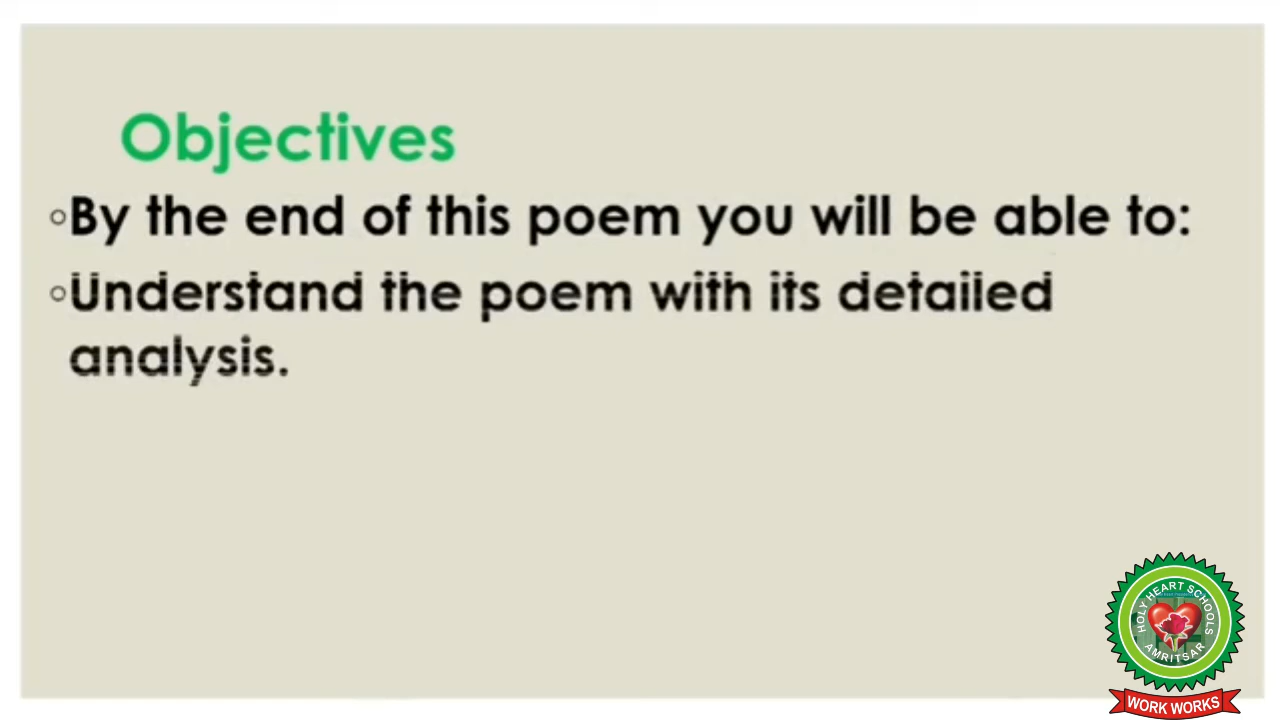 Objectives
◦By the end of this poem you will be able to:
◦Understand the poem with its detailed
analysis.
HOLY HEART SCHOOLS
AMRITSAR
WORK WORKS